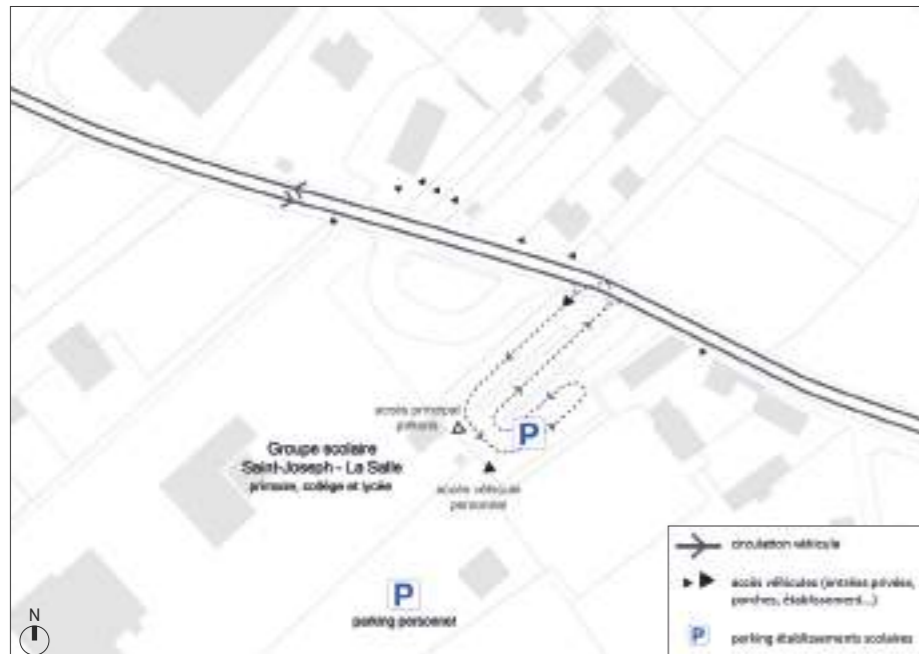 accès principal
piétons
P
Groupe scolaire
Saint-Joseph - La Salle
primaire, collège et lycée
accès véhicule
personnel
P
parking personnel
N
circulation véhicule
accès véhicules (entrées privées,
porches, établissement...)
P
parking établissements scolaires